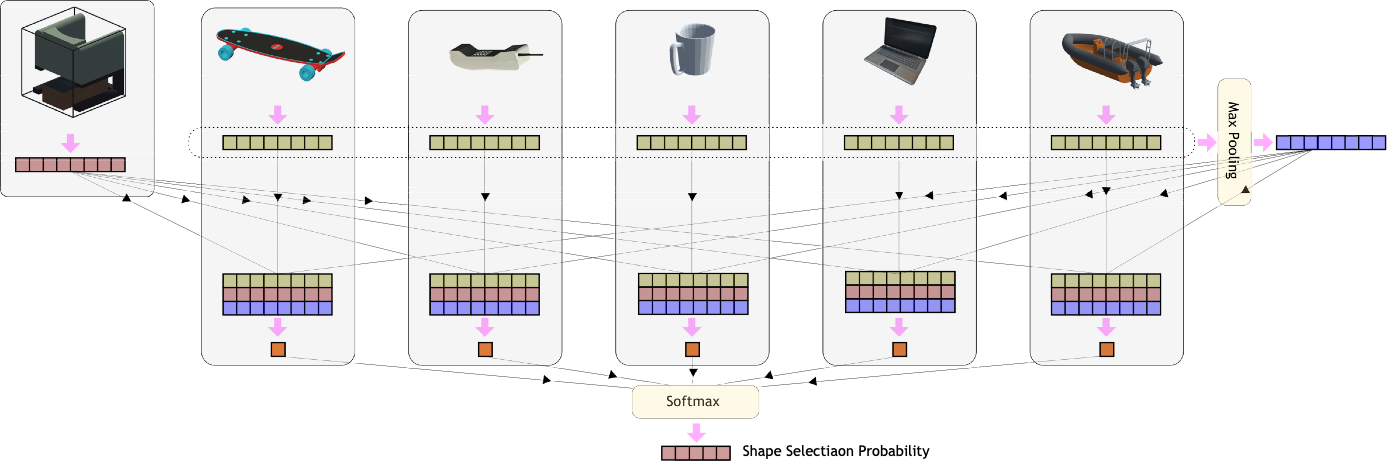 Max Pooling
Softmax
Shape Selectiaon Probability